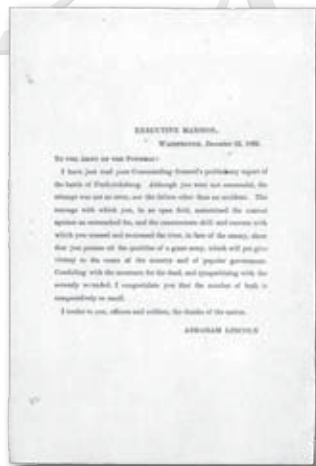 EXECUTIVE MANSION,
WASHINGTON, December 22, 1862.
TO THE ARMY OF THE POTOMAC:
I have just read your Commanding General's preliminary report of
the battle of Fredericksburg. Although you were not successful, the
attempt was not an error, nor the failure other than an accident. The
courage with which you, in an open field, maintained the contest
against an entrenched foe, and the consummate skill and success with
which you crossed and re-crossed the river, in face of the enemy, show
that you possess all the qualities of a great army, which will yet give
victory to the cause of the country and of popular government.
Condoling with the mourners for the dead, and sympathizing with the
severely wounded, I congratulate you that the number of both is
comparatively so small.
I tender to you, officers and soldiers, the thanks of the nation.
ABRAHAM LINCOLN